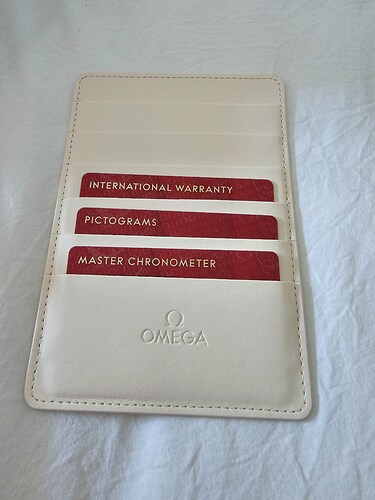 INTERNATIONAL WARRANTY
PICTOGRAMS
MASTER CHRONOMETER
Ω
OMEGA